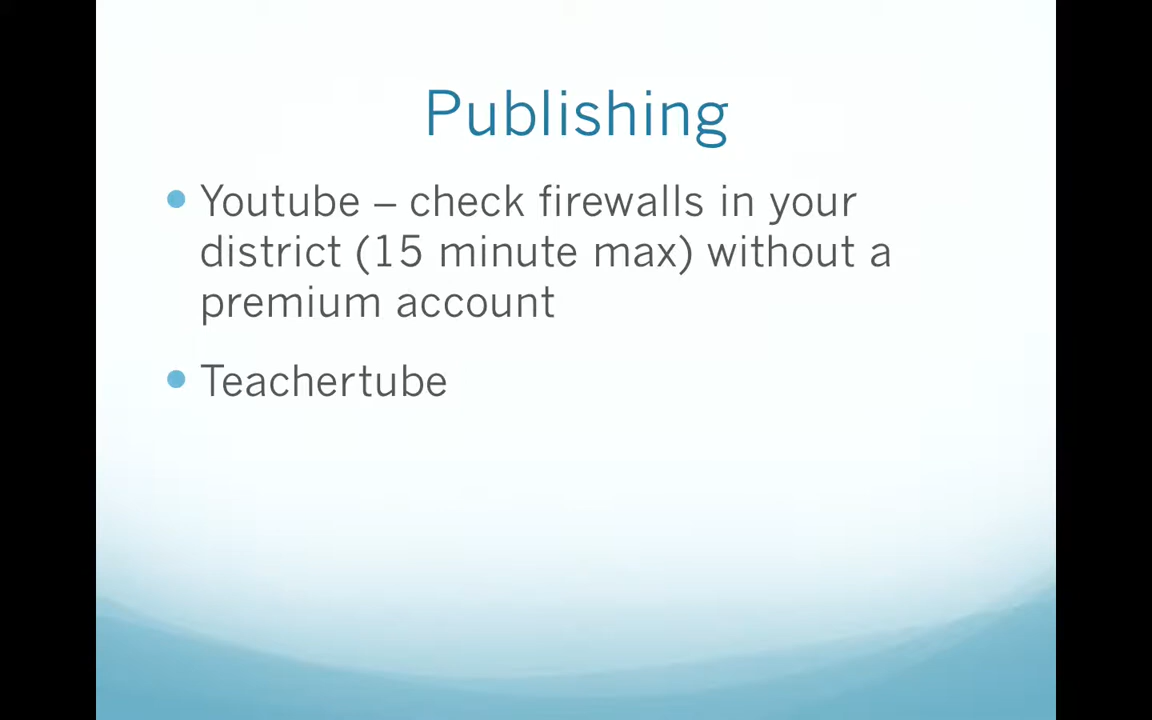 Publishing
Youtube – check firewalls in your
district (15 minute max) without a
premium account
Teachertube